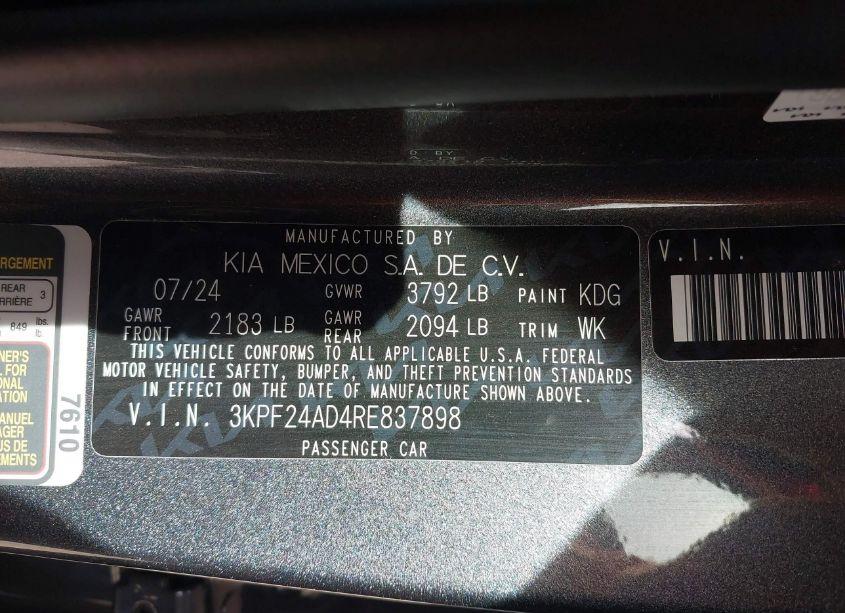 MANUFACTURED BY
KIA MEXICO S.A. DE C.V.
07/24 GVWR 3792 LB PAINT KDG
GAWR FRONT 2183 LB GAWR REAR 2094 LB TRIM WK
THIS VEHICLE CONFORMS TO ALL APPLICABLE U.S.A. FEDERAL
MOTOR VEHICLE SAFETY, BUMPER, AND THEFT PREVENTION STANDARDS
IN EFFECT ON THE DATE OF MANUFACTURE SHOWN ABOVE.
V.I.N. 3KPF24AD4RE837898
PASSENGER CAR
V.I.N.
REAR 3
849 lbs.
7610